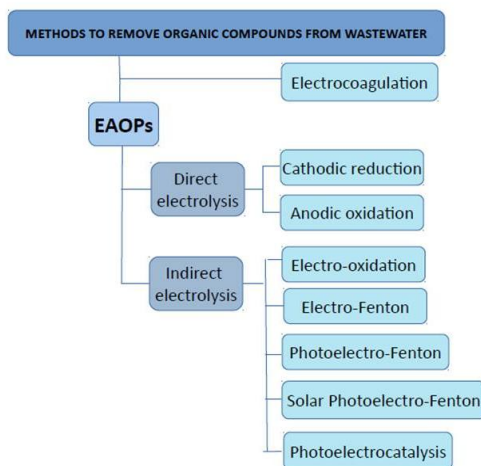 METHODS TO REMOVE ORGANIC COMPOUNDS FROM WASTEWATER
Electrocoagulation
EAOPs
Direct
electrolysis
Cathodic reduction
Anodic oxidation
Indirect
electrolysis
Electro-oxidation
Electro-Fenton
Photoelectro-Fenton
Solar Photoelectro-Fenton
Photoelectrocatalysis